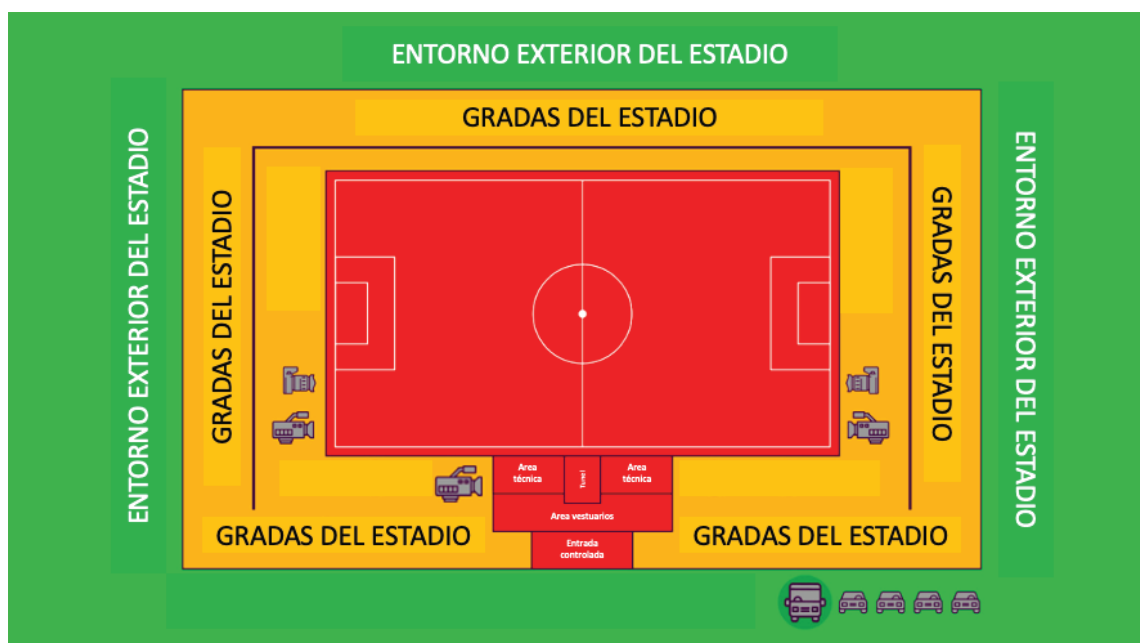 ENTORNO EXTERIOR DEL ESTADIO
GRADAS DEL ESTADIO
ENTORNO EXTERIOR DEL ESTADIO
GRADAS DEL ESTADIO
GRADAS DEL ESTADIO
ENTORNO EXTERIOR DEL ESTADIO
Area
técnica
Tunel
Area
técnica
Area vestuarios
GRADAS DEL ESTADIO
Entrada
controlada
GRADAS DEL ESTADIO